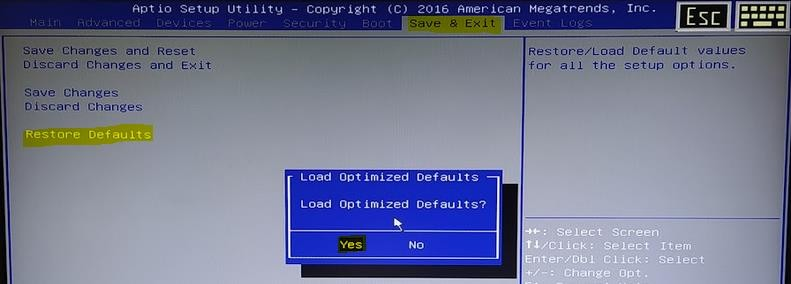 Aptio Setup Utility - Copyright (C) 2016 American Megatrends, Inc.
Esc
Main Advanced Devices Power Security Boot Save & Exit Event Logs
Save Changes and Reset
Discard Changes and Exit
Save Changes
Discard Changes
Restore Defaults
Restore/Load Default values
for all the setup options.
Load Optimized Defaults
Load Optimized Defaults?
Yes No
→←: Select Screen
↑↓/Click: Select Item
Enter/Dbl Click: Select
+/-: Change Opt.